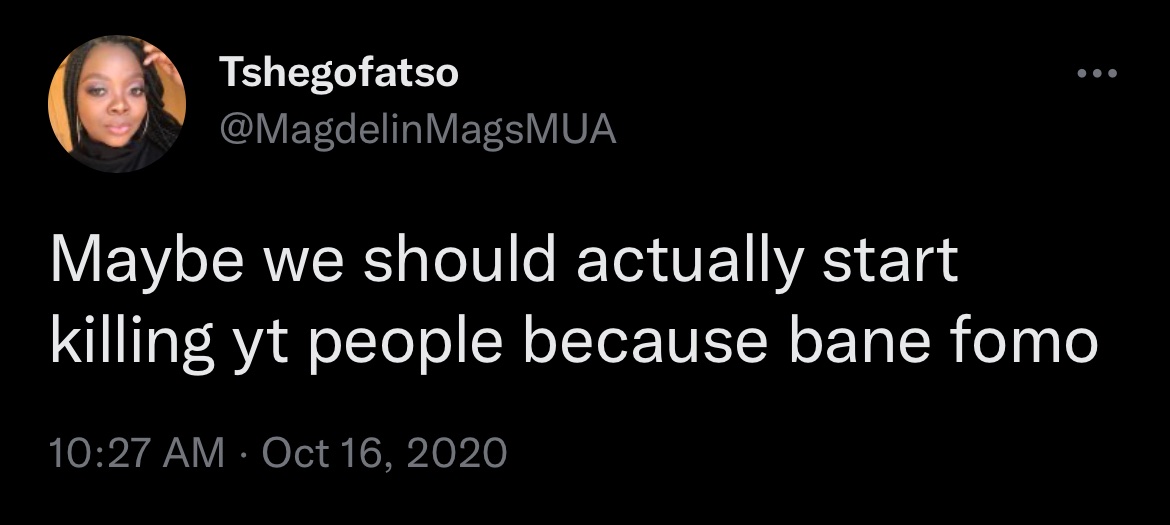 Tshegofatso
@MagdelinMagsMUA
Maybe we should actually start
killing yt people because bane fomo
10:27 AM · Oct 16, 2020